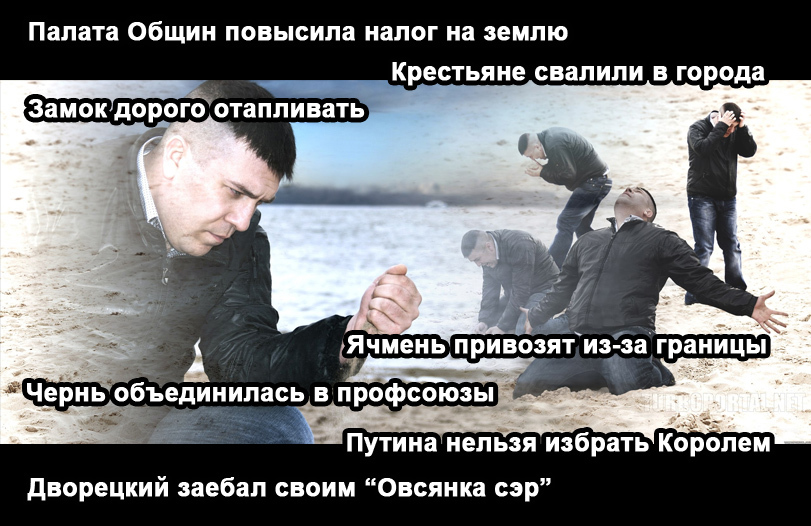 Палата Общин повысила налог на землю
Крестьяне свалили в города
Замок дорого отапливать
Ячмень привозят из-за границы
Чернь объединилась в профсоюзы
Путина нельзя избрать Королем
Дворецкий заебал своим “Овсянка сэр”